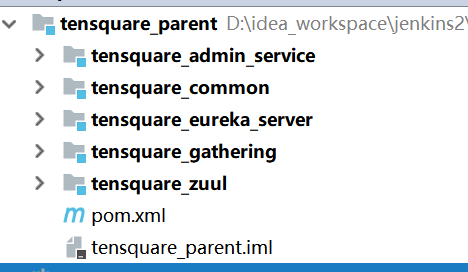 tensquare_parent D:\idea_workspace\jenkins2\
tensquare_admin_service
tensquare_common
tensquare_eureka_server
tensquare_gathering
tensquare_zuul
pom.xml
tensquare_parent.iml